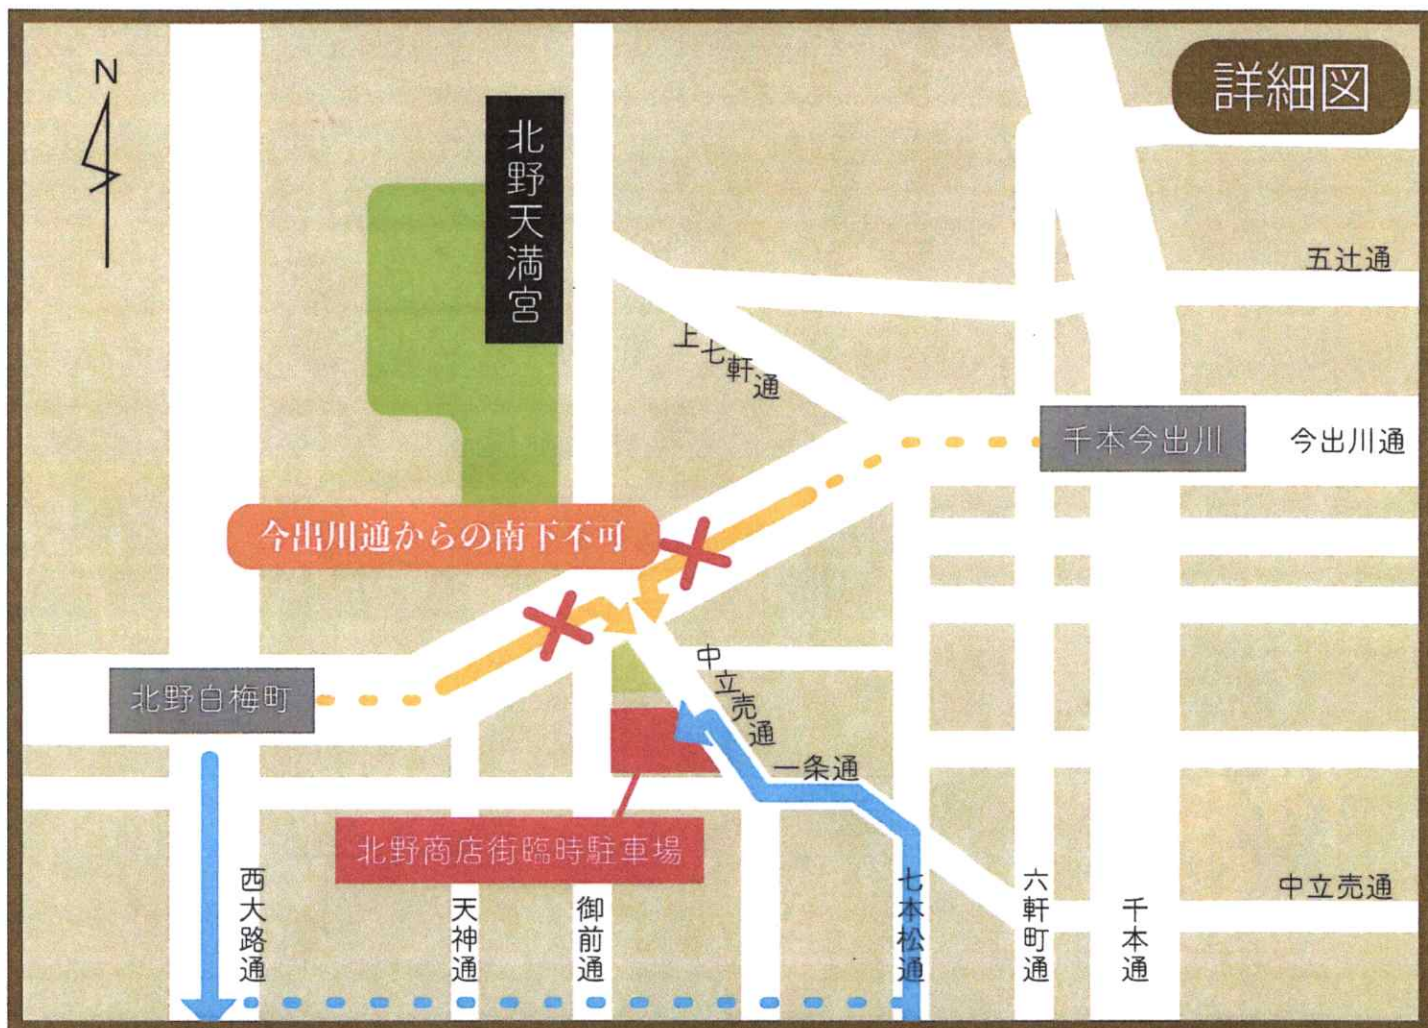 詳細図
N
北野天満宮
五辻通
上七軒通
千本今出川
今出川通
今出川通からの南下不可
中立売通
北野白梅町
一条通
北野商店街臨時駐車場
西大路通
天神通
御前通
七本松通
六軒町通
千本通
中立売通